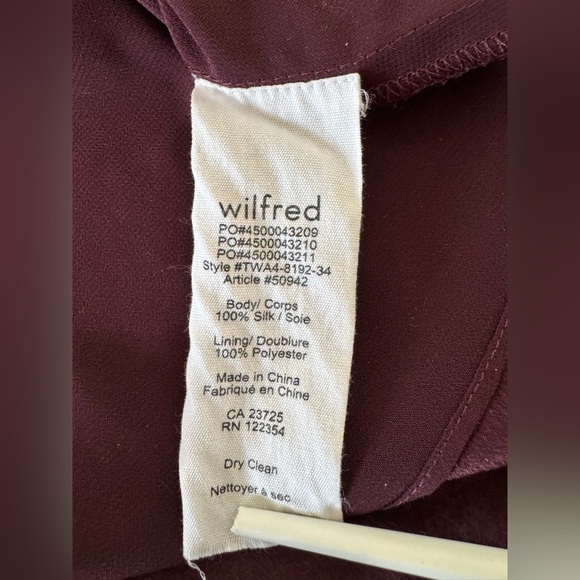 wilfred
PO#4500043209
PO#4500043210
PO#4500043211
Style #TWA4-8192-34
Article #50942
Body/ Corps
100% Silk / Soie
Lining/ Doublure
100% Polyester
Made in China
Fabriqué en Chine
CA 23725
RN 122354
Dry Clean
Nettoyer à sec